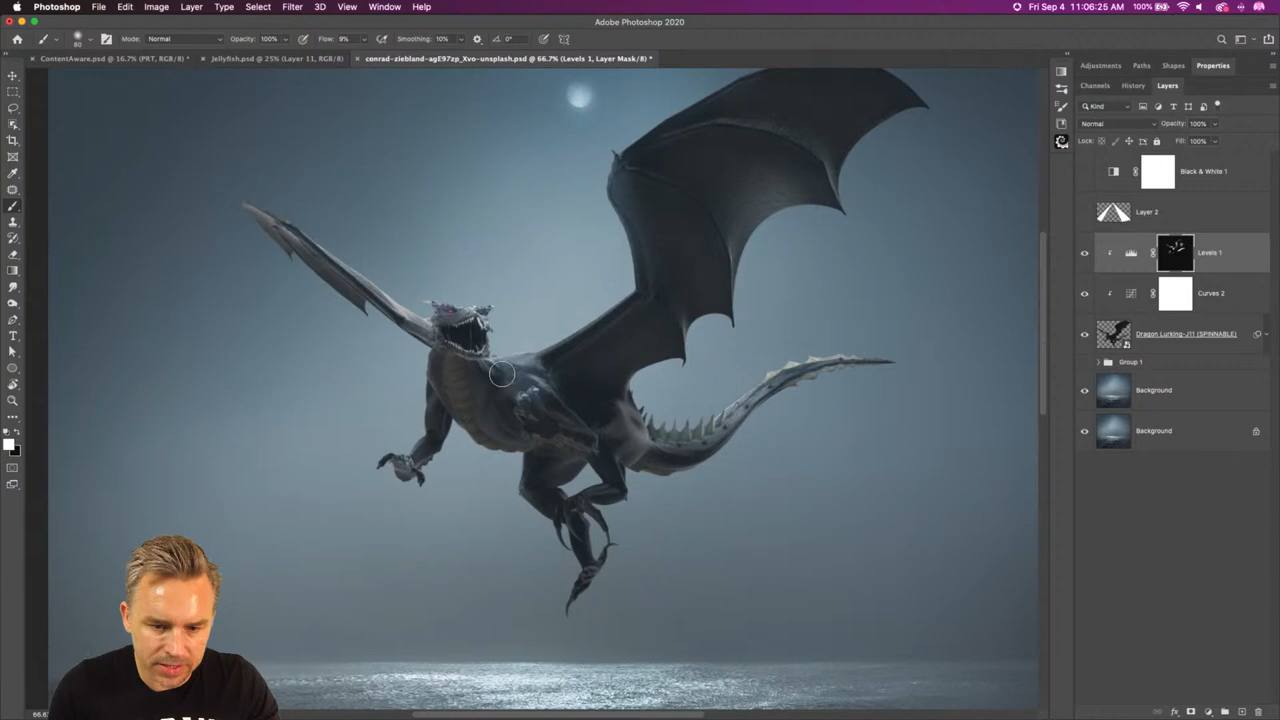 Photoshop File Edit Image Layer Type Select Filter 3D View Window Help 100% Fri Sep 4 11:06:25 AM
Adobe Photoshop 2020
80 Mode: Normal Opacity: 100% Flow: 9% Smoothing: 10% 0°
ContentAware.psd @ 16.7% (PRT, RGB/8) * Jellyfish.psd @ 25% (Layer 11, RGB/8) conrad-ziebland-agE97zp_Xvo-unsplash.psd @ 66.7% (Levels 1, Layer Mask/8) *
Adjustments Paths Shapes Properties
Channels History Layers
Kind
Normal Opacity: 100%
Lock: Fill: 100%
Black & White 1
Layer 2
Levels 1
Curves 2
Dragon Lurking-J11 (SPINNABLE)
Group 1
Background
Background